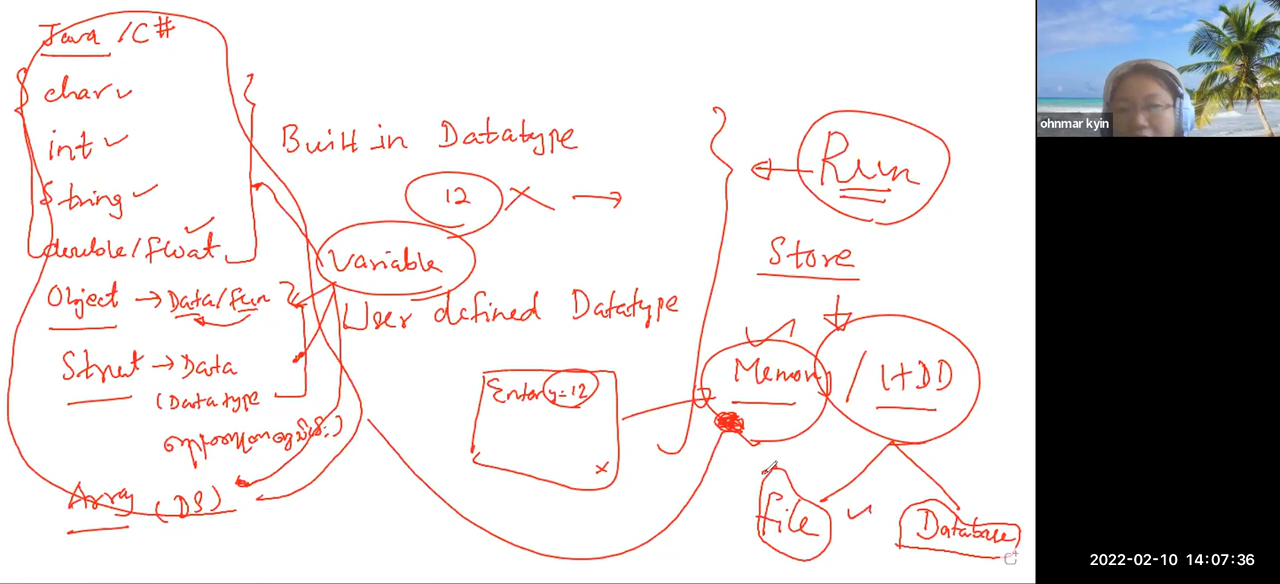 Java / C#
char
int
String
double / float
Object → Data / fun
Struct → Data
(Datatype
Array (DS)
Built in Datatype
12 →
Variable
User defined Datatype
Enter y=12
x
Run
Store
Memory / HDD
file
Database
ohnmar kyin
2022-02-10 14:07:36